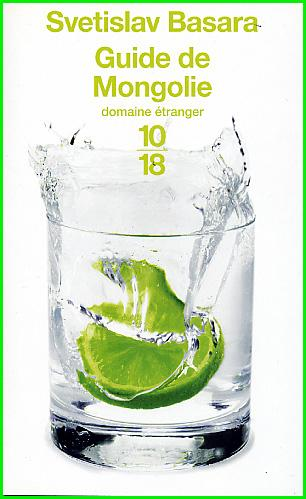 Svetislav Basara
Guide de
Mongolie
domaine étranger
10
18